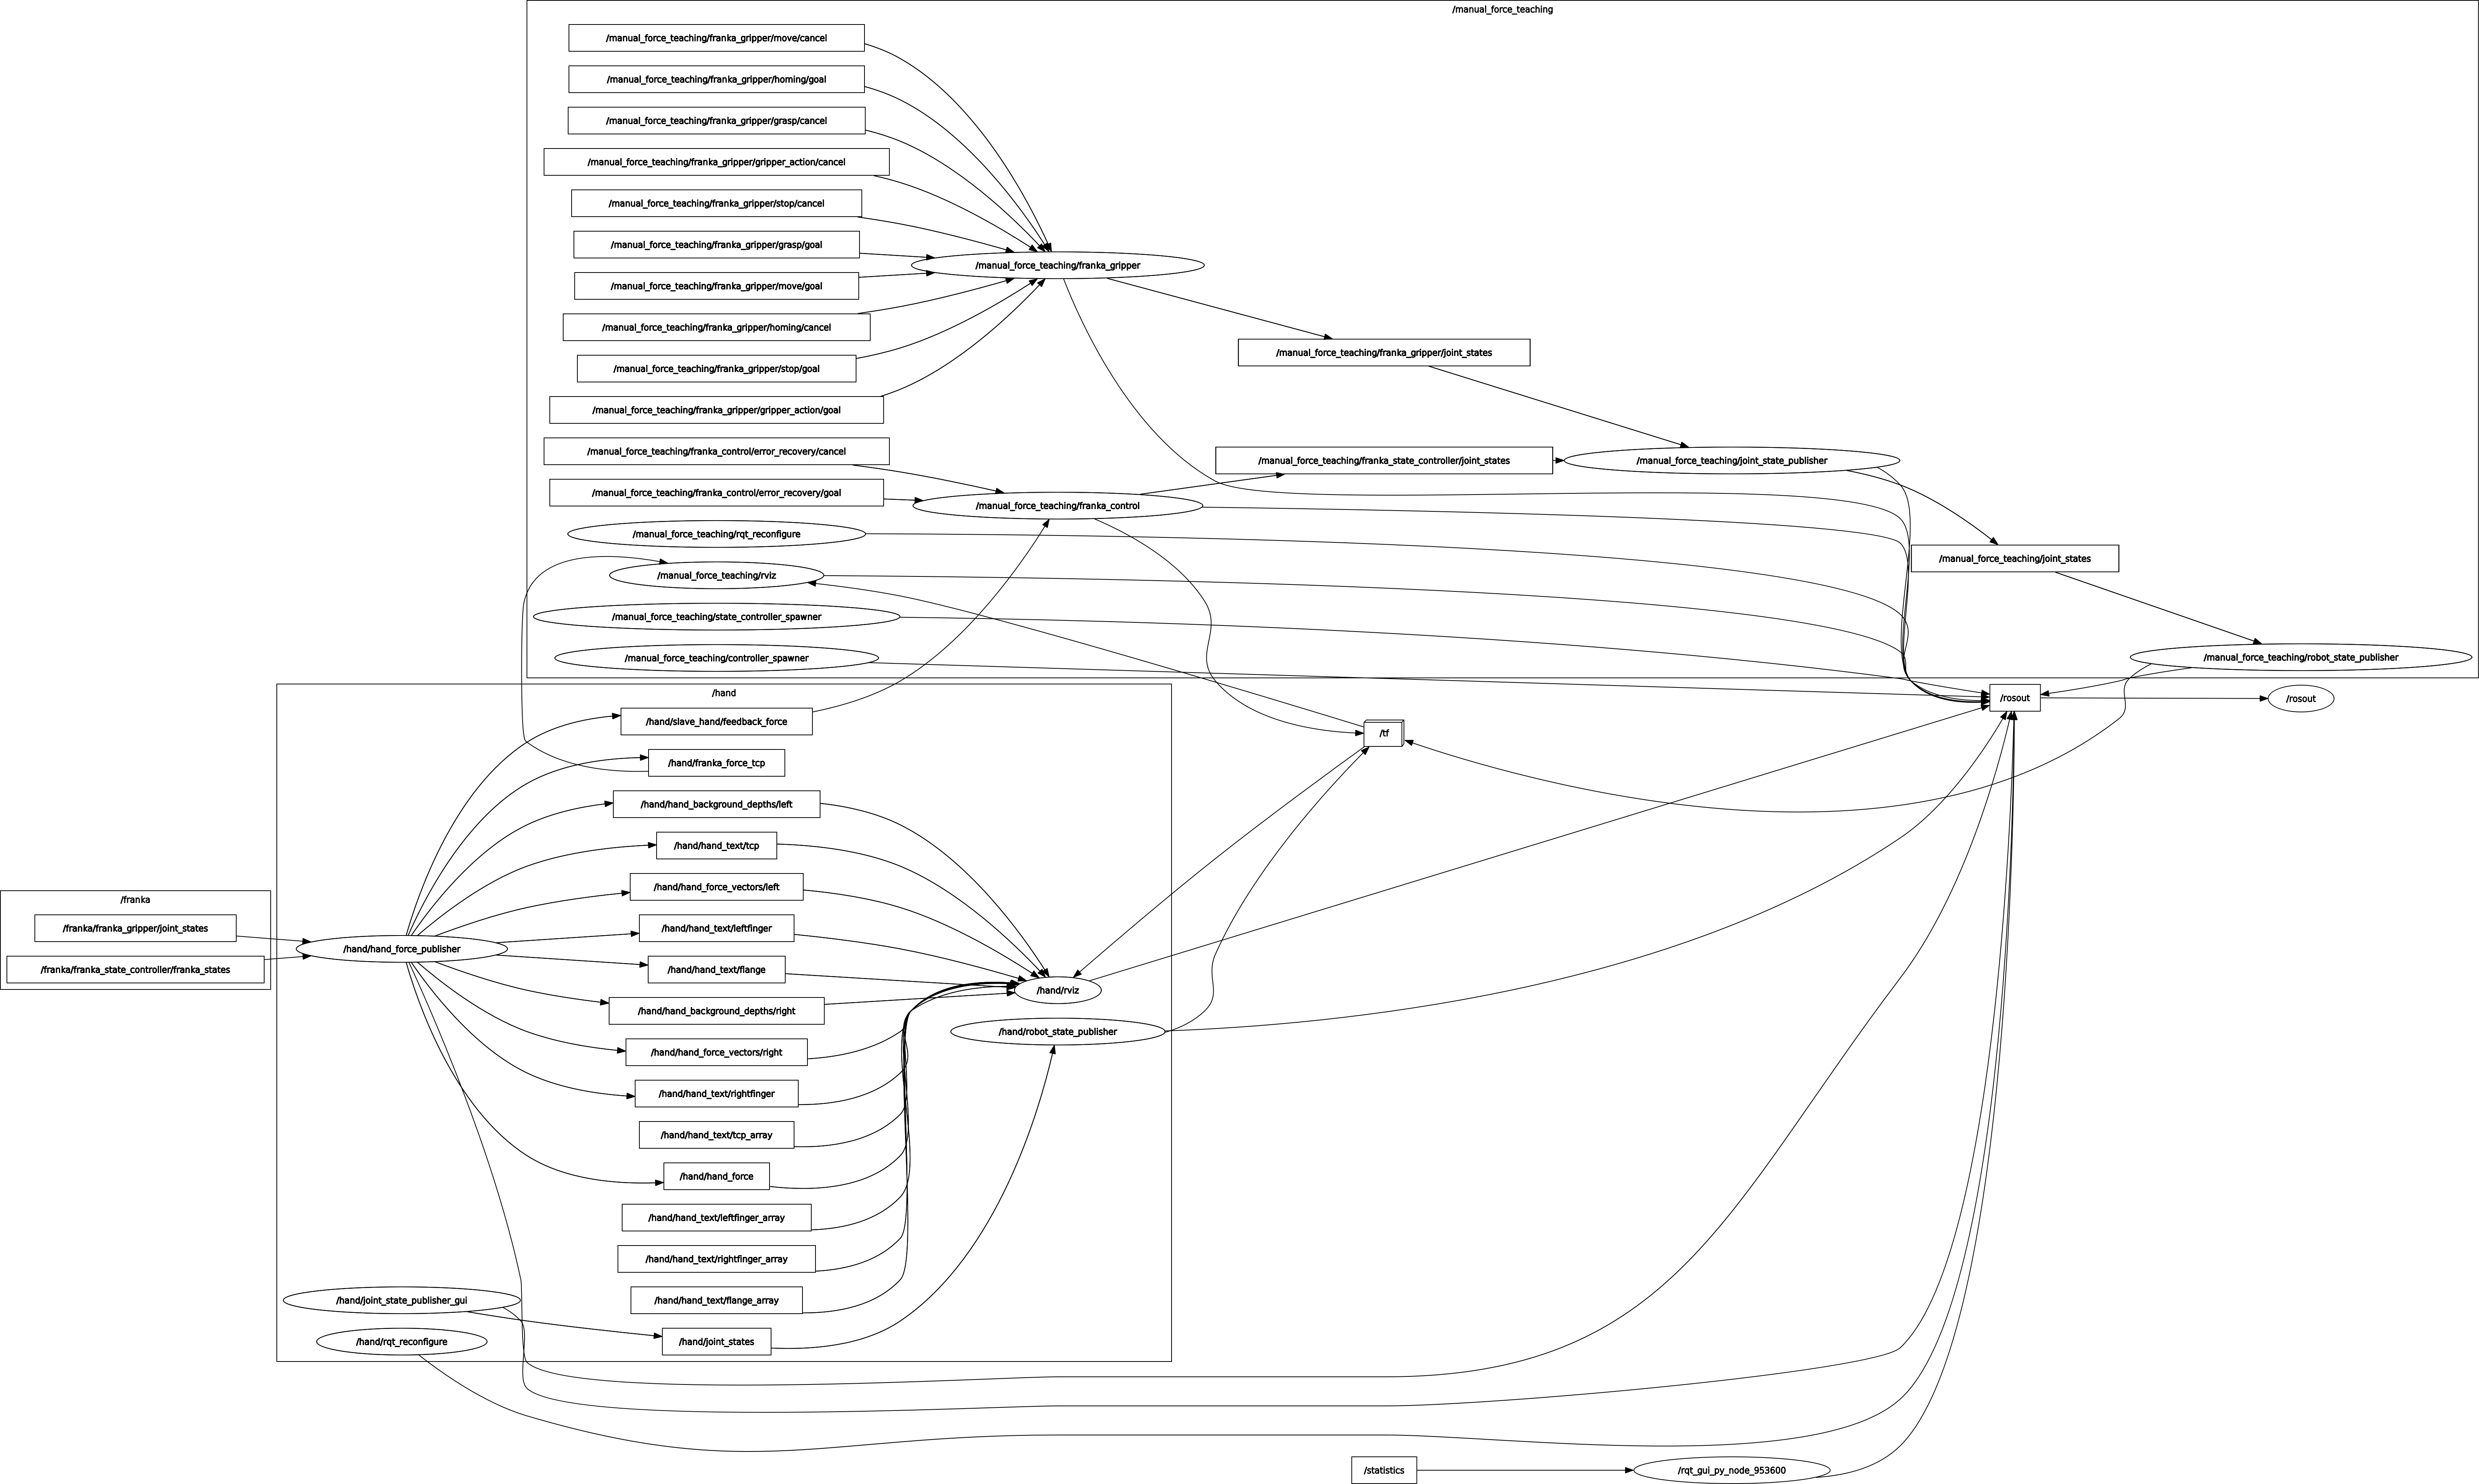 /manual_force_teaching
/manual_force_teaching/franka_gripper/move/cancel
/manual_force_teaching/franka_gripper/homing/goal
/manual_force_teaching/franka_gripper/grasp/cancel
/manual_force_teaching/franka_gripper/gripper_action/cancel
/manual_force_teaching/franka_gripper/stop/cancel
/manual_force_teaching/franka_gripper/grasp/goal
/manual_force_teaching/franka_gripper
/manual_force_teaching/franka_gripper/move/goal
/manual_force_teaching/franka_gripper/homing/cancel
/manual_force_teaching/franka_gripper/joint_states
/manual_force_teaching/franka_gripper/stop/goal
/manual_force_teaching/franka_gripper/gripper_action/goal
/manual_force_teaching/franka_control/error_recovery/cancel
/manual_force_teaching/franka_state_controller/joint_states
/manual_force_teaching/joint_state_publisher
/manual_force_teaching/franka_control/error_recovery/goal
/manual_force_teaching/franka_control
/manual_force_teaching/rqt_reconfigure
/manual_force_teaching/joint_states
/manual_force_teaching/rviz
/manual_force_teaching/state_controller_spawner
/manual_force_teaching/controller_spawner
/manual_force_teaching/robot_state_publisher
/hand
/rosout
/rosout
/hand/slave_hand/feedback_force
/tf
/hand/franka_force_tcp
/hand/hand_background_depths/left
/hand/hand_text/tcp
/hand/hand_force_vectors/left
/franka
/franka/franka_gripper/joint_states
/hand/hand_text/leftfinger
/hand/hand_force_publisher
/franka/franka_state_controller/franka_states
/hand/hand_text/flange
/hand/rviz
/hand/hand_background_depths/right
/hand/robot_state_publisher
/hand/hand_force_vectors/right
/hand/hand_text/rightfinger
/hand/hand_text/tcp_array
/hand/hand_force
/hand/hand_text/leftfinger_array
/hand/hand_text/rightfinger_array
/hand/joint_state_publisher_gui
/hand/hand_text/flange_array
/hand/rqt_reconfigure
/hand/joint_states
/statistics
/rqt_gui_py_node_953600